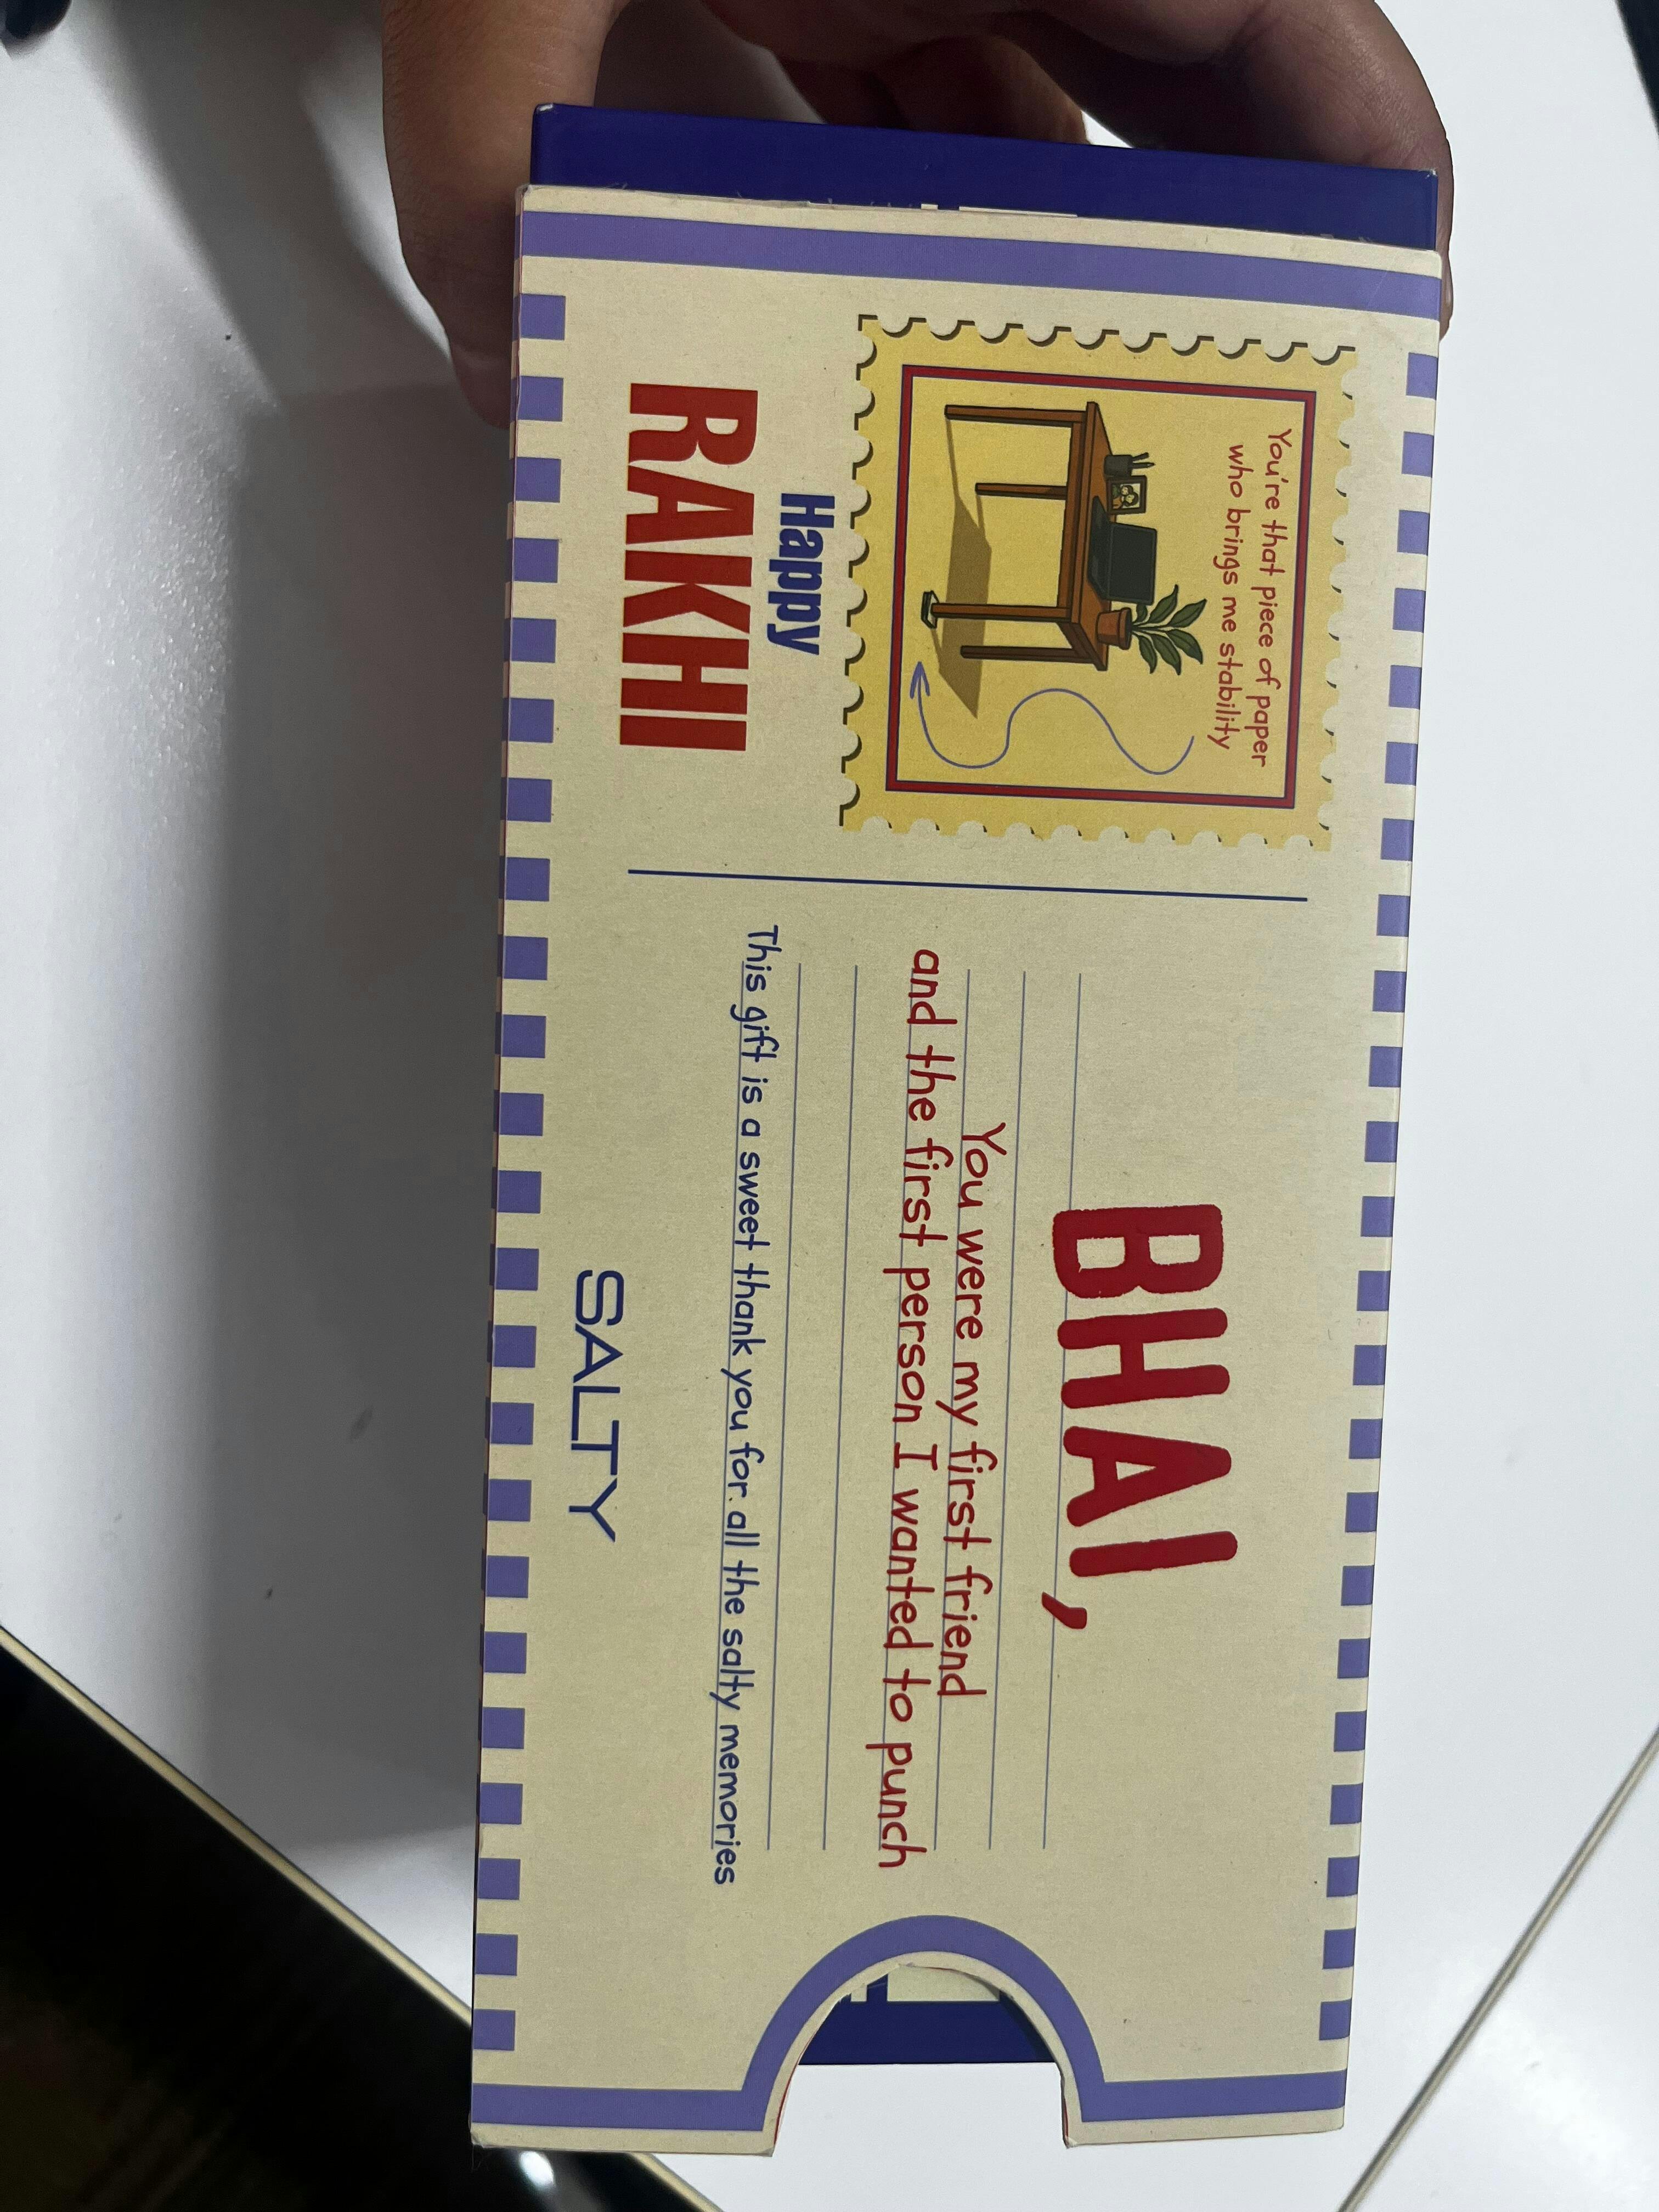 You're that piece of paper
who brings me stability
Happy
RAKHI
BHAI,
You were my first friend
and the first person I wanted to punch
This gift is a sweet thank you for all the salty memories
SALTY